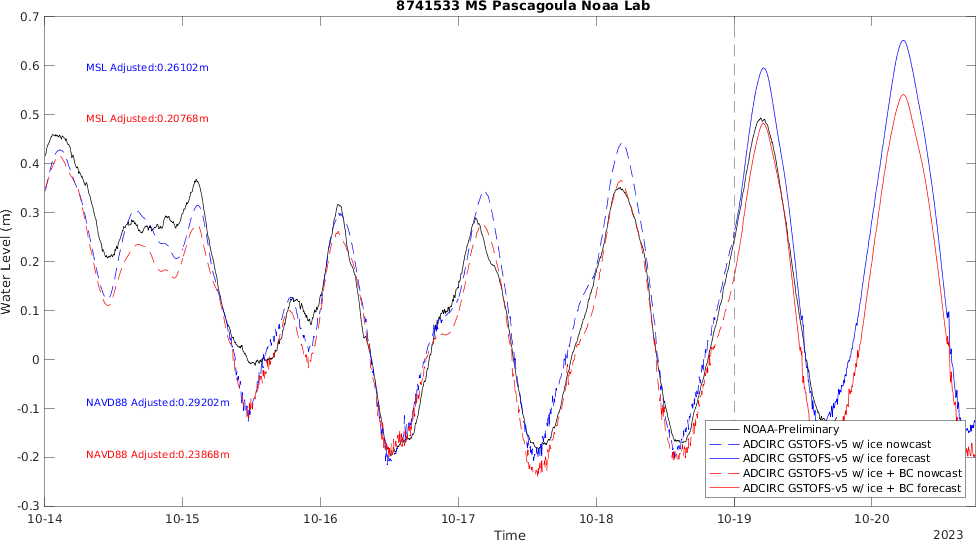 8741533 MS Pascagoula Noaa Lab
0.7
0.6
0.5
0.4
0.3
0.2
0.1
0
-0.1
-0.2
-0.3
Water Level (m)
MSL Adjusted:0.26102m
MSL Adjusted:0.20768m
NAVD88 Adjusted:0.29202m
NAVD88 Adjusted:0.23868m
NOAA-Preliminary
ADCIRC GSTOFS-v5 w/ ice nowcast
ADCIRC GSTOFS-v5 w/ ice forecast
ADCIRC GSTOFS-v5 w/ ice + BC nowcast
ADCIRC GSTOFS-v5 w/ ice + BC forecast
10-14 10-15 10-16 10-17 10-18 10-19 10-20
Time
2023